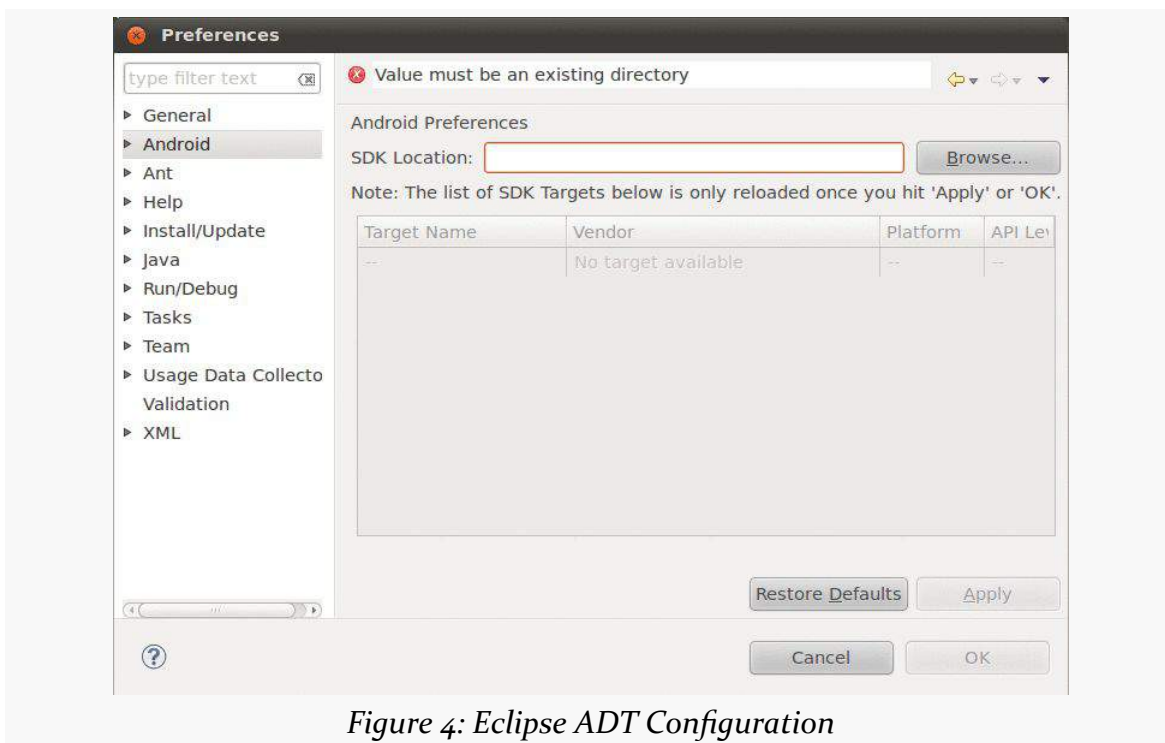 Preferences
type filter text
General
Android
Ant
Help
Install/Update
Java
Run/Debug
Tasks
Team
Usage Data Collecto
Validation
XML
Value must be an existing directory
Android Preferences
SDK Location:
Browse...
Note: The list of SDK Targets below is only reloaded once you hit 'Apply' or 'OK'.
Target Name Vendor Platform API Lev
-- No target available -- --
Restore Defaults Apply
? Cancel OK
Figure 4: Eclipse ADT Configuration